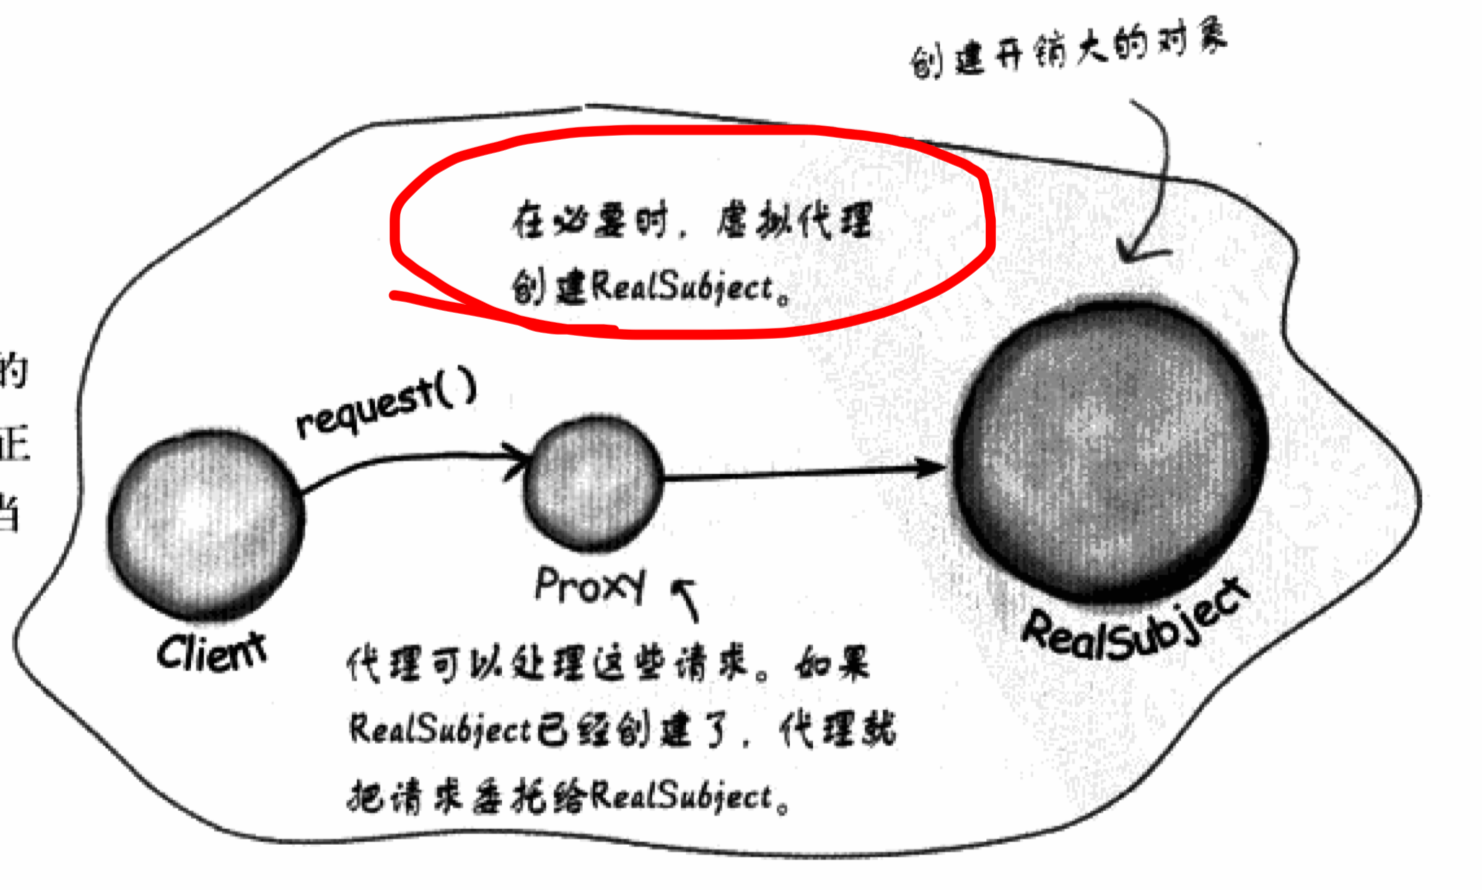 创建开销大的对象
在必要时，虚拟代理
创建RealSubject。
的
正
当
request()
Client
Proxy
RealSubject
代理可以处理这些请求。如果
RealSubject已经创建了，代理就
把请求委托给RealSubject。